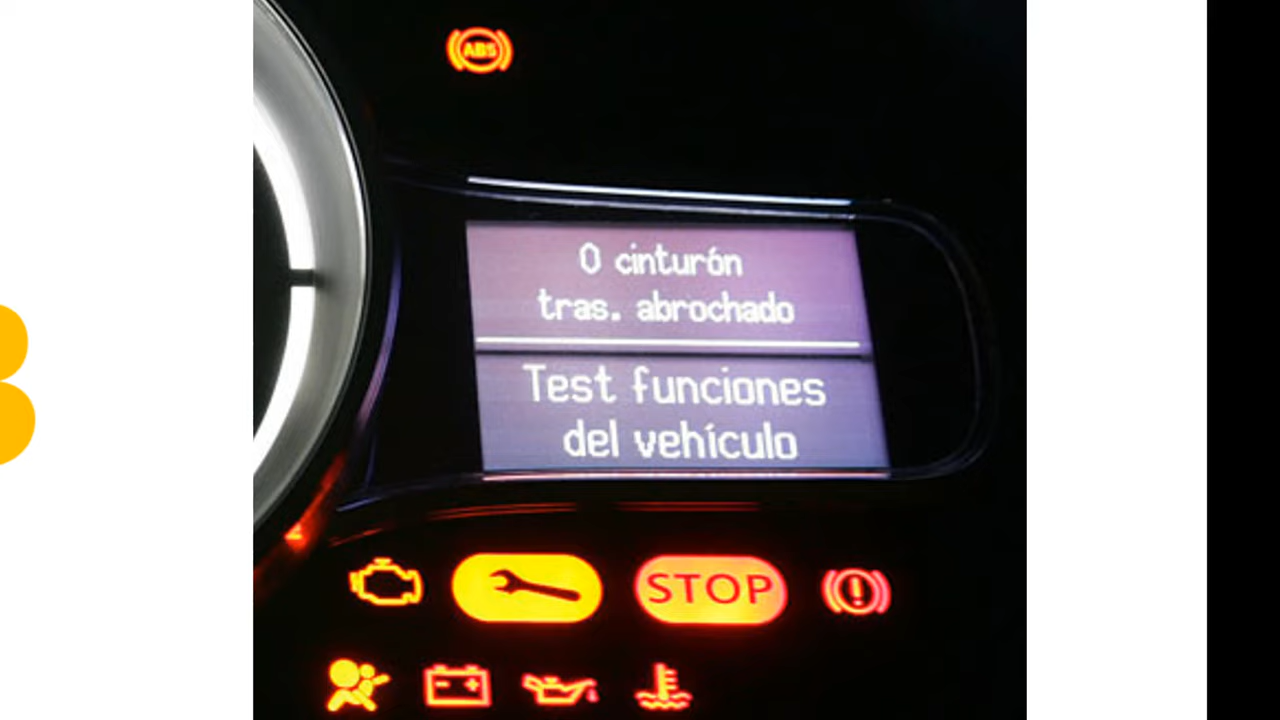 ABS
0 cinturón
tras. abrochado
Test funciones
del vehículo
STOP